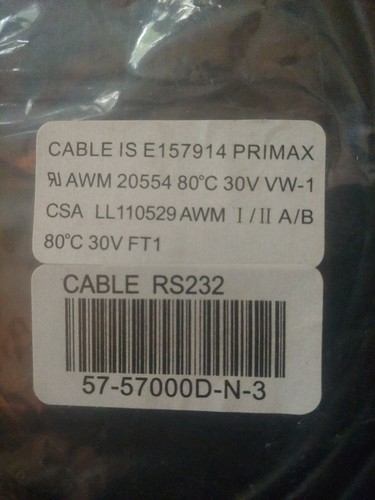 CABLE IS E157914 PRIMAX
AWM 20554 80°C 30V VW-1
CSA LL110529 AWM I/II A/B
80°C 30V FT1
CABLE RS232
57-57000D-N-3